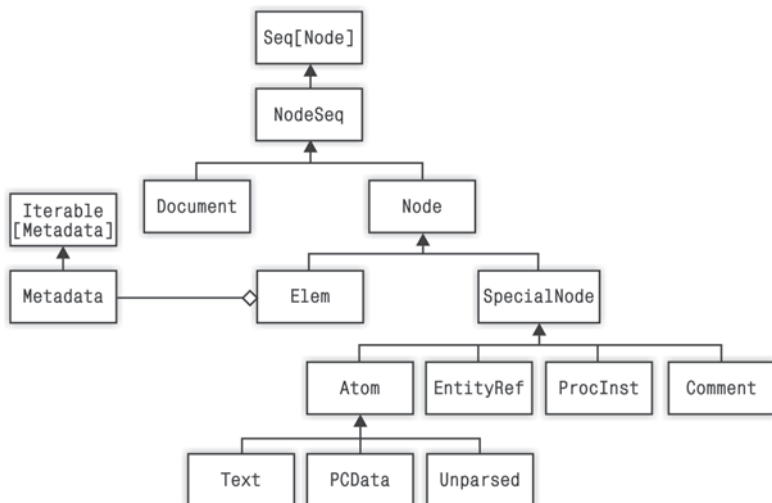 Seq[Node]
NodeSeq
Document
Node
Iterable
[Metadata]
Metadata
Elem
SpecialNode
Atom
EntityRef
ProcInst
Comment
Text
PCData
Unparsed